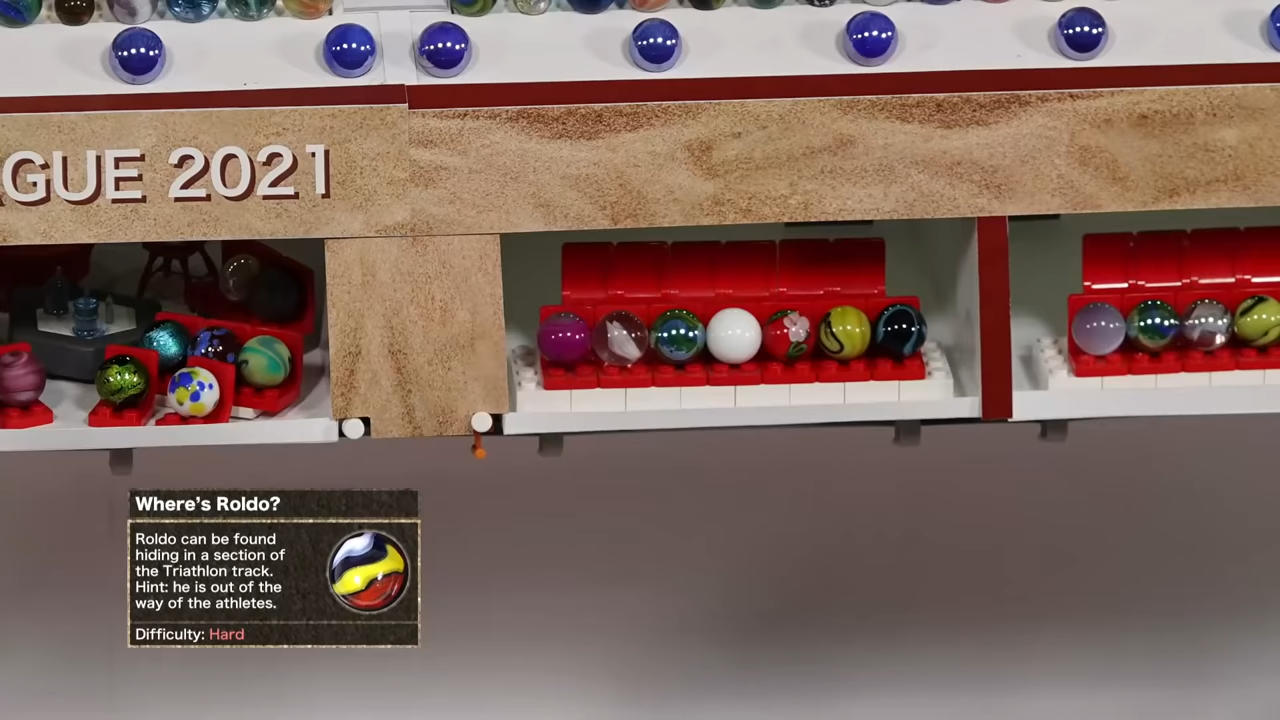 GUE 2021
Where's Roldo?
Roldo can be found
hiding in a section of
the Triathlon track.
Hint: he is out of the
way of the athletes.
Difficulty: Hard